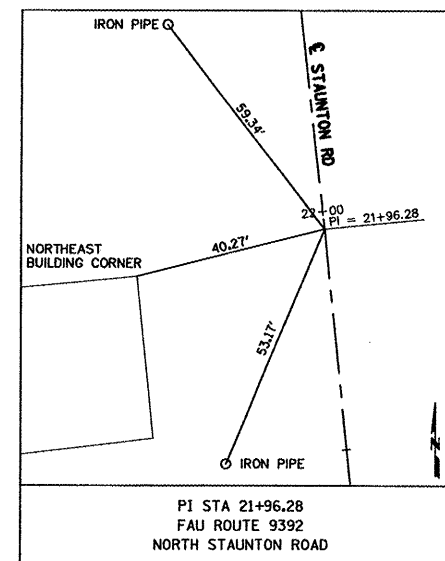 IRON PIPE
℄ STAUNTON RD
59.34'
22+00
PI = 21+96.28
40.27'
NORTHEAST
BUILDING CORNER
53.17'
IRON PIPE
N
PI STA 21+96.28
FAU ROUTE 9392
NORTH STAUNTON ROAD